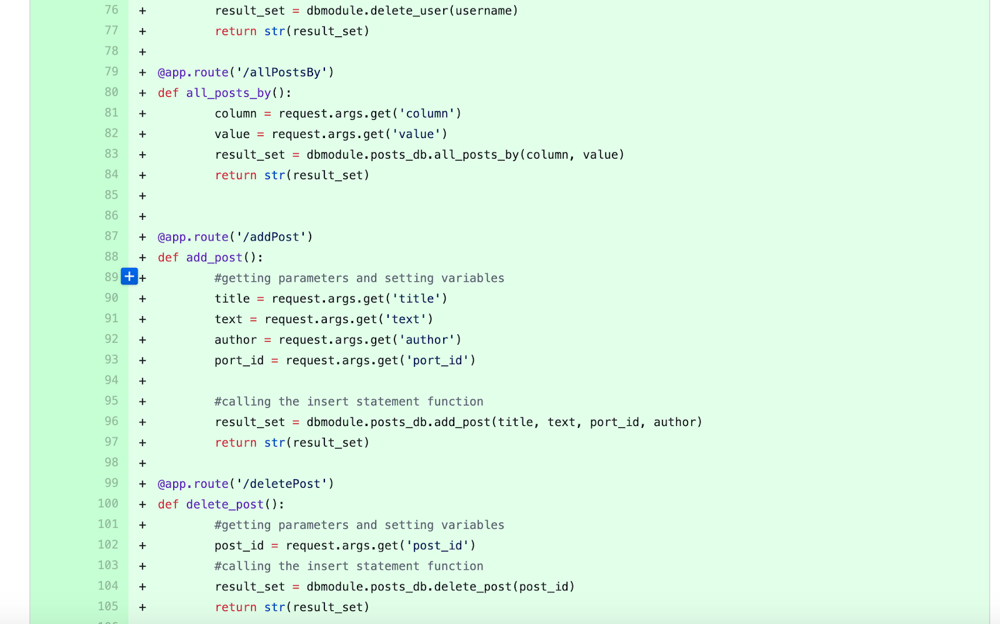 76 + result_set = dbmodule.delete_user(username)
77 + return str(result_set)
78 +
79 + @app.route('/allPostsBy')
80 + def all_posts_by():
81 + column = request.args.get('column')
82 + value = request.args.get('value')
83 + result_set = dbmodule.posts_db.all_posts_by(column, value)
84 + return str(result_set)
85 +
86 +
87 + @app.route('/addPost')
88 + def add_post():
89 + + #getting parameters and setting variables
90 + title = request.args.get('title')
91 + text = request.args.get('text')
92 + author = request.args.get('author')
93 + port_id = request.args.get('port_id')
94 +
95 + #calling the insert statement function
96 + result_set = dbmodule.posts_db.add_post(title, text, port_id, author)
97 + return str(result_set)
98 +
99 + @app.route('/deletePost')
100 + def delete_post():
101 + #getting parameters and setting variables
102 + post_id = request.args.get('post_id')
103 + #calling the insert statement function
104 + result_set = dbmodule.posts_db.delete_post(post_id)
105 + return str(result_set)